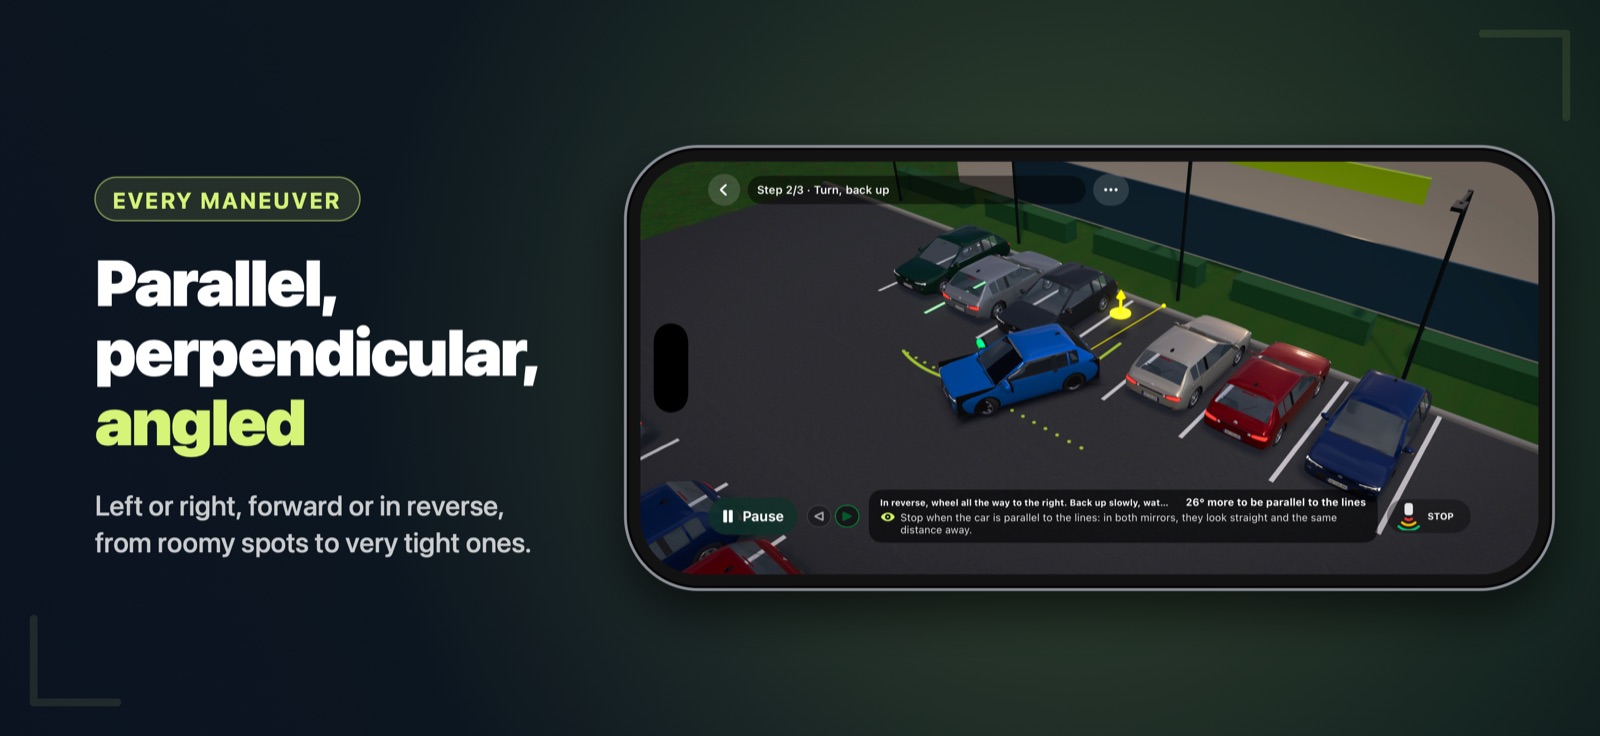 EVERY MANEUVER
Parallel,
perpendicular,
angled
Left or right, forward or in reverse,
from roomy spots to very tight ones.
Step 2/3 · Turn, back up
Pause
In reverse, wheel all the way to the right. Back up slowly, wat...
26° more to be parallel to the lines
Stop when the car is parallel to the lines: in both mirrors, they look straight and the same
distance away.
STOP